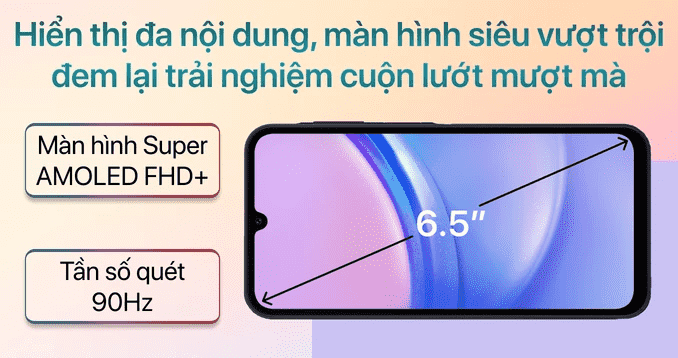 Hiển thị đa nội dung, màn hình siêu vượt trội
đem lại trải nghiệm cuộn lướt mượt mà
Màn hình Super
AMOLED FHD+
6.5″
Tần số quét
90Hz